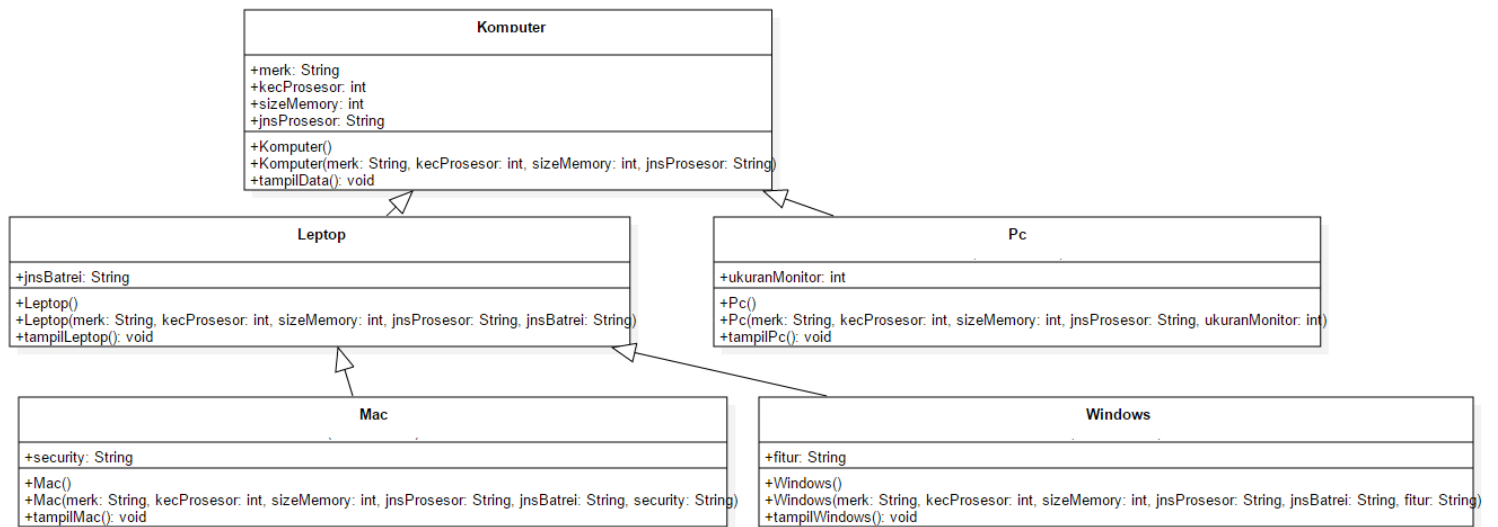 Komputer
+merk: String
+kecProsesor: int
+sizeMemory: int
+jnsProsesor: String
+Komputer()
+Komputer(merk: String, kecProsesor: int, sizeMemory: int, jnsProsesor: String)
+tampilData(): void
Leptop
+jnsBatrei: String
+Leptop()
+Leptop(merk: String, kecProsesor: int, sizeMemory: int, jnsProsesor: String, jnsBatrei: String)
+tampilLeptop(): void
Pc
+ukuranMonitor: int
+Pc()
+Pc(merk: String, kecProsesor: int, sizeMemory: int, jnsProsesor: String, ukuranMonitor: int)
+tampilPc(): void
Mac
+security: String
+Mac()
+Mac(merk: String, kecProsesor: int, sizeMemory: int, jnsProsesor: String, jnsBatrei: String, security: String)
+tampilMac(): void
Windows
+fitur: String
+Windows()
+Windows(merk: String, kecProsesor: int, sizeMemory: int, jnsProsesor: String, jnsBatrei: String, fitur: String)
+tampilWindows(): void